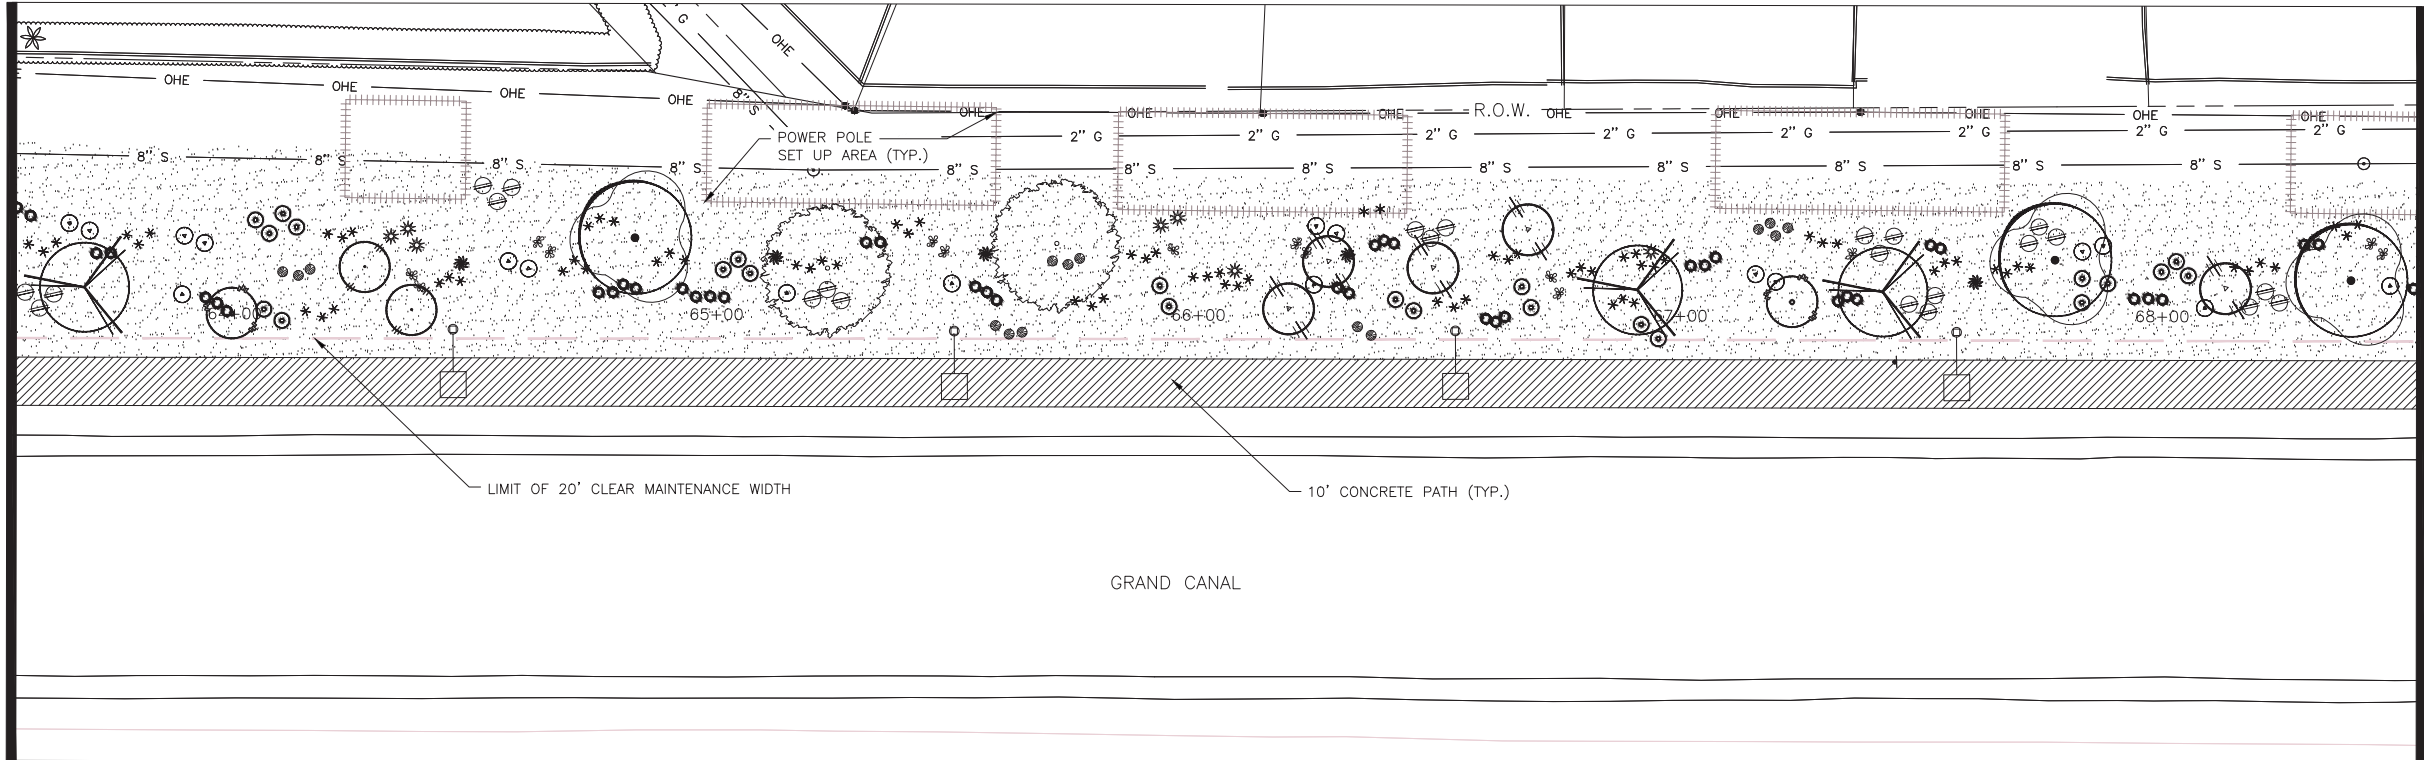 G
OHE
OHE
OHE
OHE
OHE
8" S
OHE
OHE
OHE
R.O.W.
OHE
OHE
OHE
OHE
OHE
POWER POLE
SET UP AREA (TYP.)
2" G
2" G
2" G
2" G
2" G
2" G
2" G
2" G
8" S
8" S
8" S
8" S
8" S
8" S
8" S
8" S
8" S
8" S
8" S
8" S
65+00
66+00
67+00
68+00
LIMIT OF 20' CLEAR MAINTENANCE WIDTH
10' CONCRETE PATH (TYP.)
GRAND CANAL